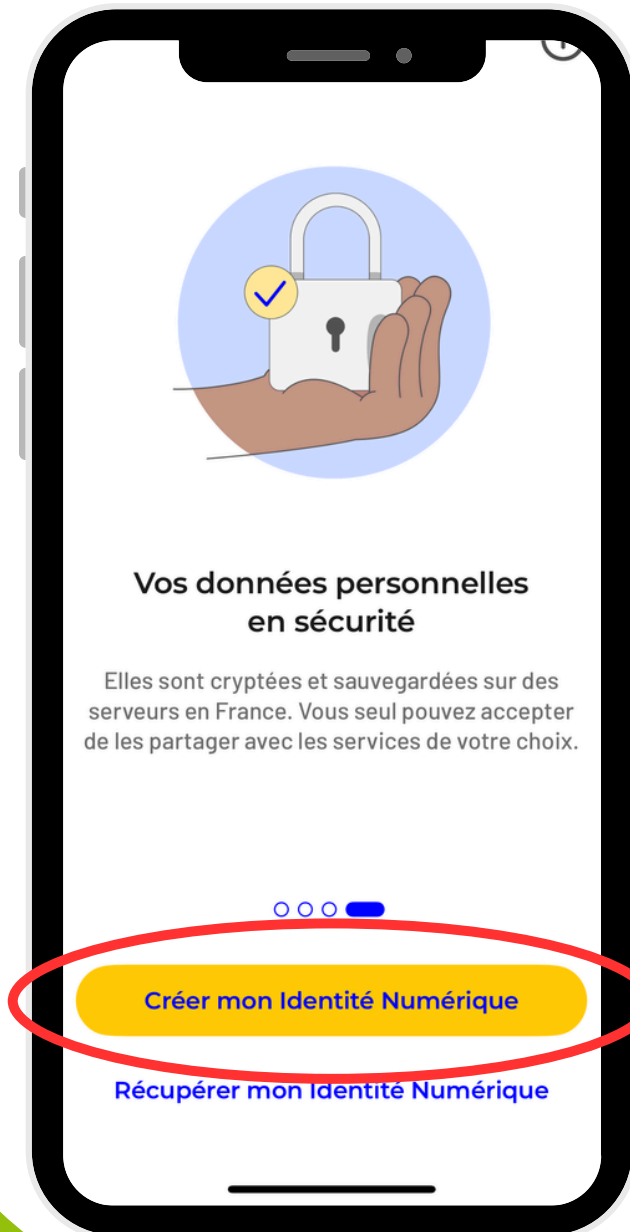 Vos données personnelles
en sécurité
Elles sont cryptées et sauvegardées sur des
serveurs en France. Vous seul pouvez accepter
de les partager avec les services de votre choix.
Créer mon Identité Numérique
Récupérer mon Identité Numérique